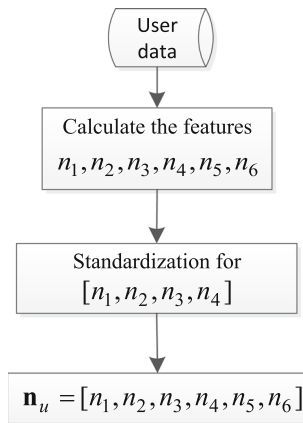 User
data
Calculate the features
n₁, n₂, n₃, n₄, n₅, n₆
Standardization for
[n₁, n₂, n₃, n₄]
𝐧ᵤ = [n₁, n₂, n₃, n₄, n₅, n₆]